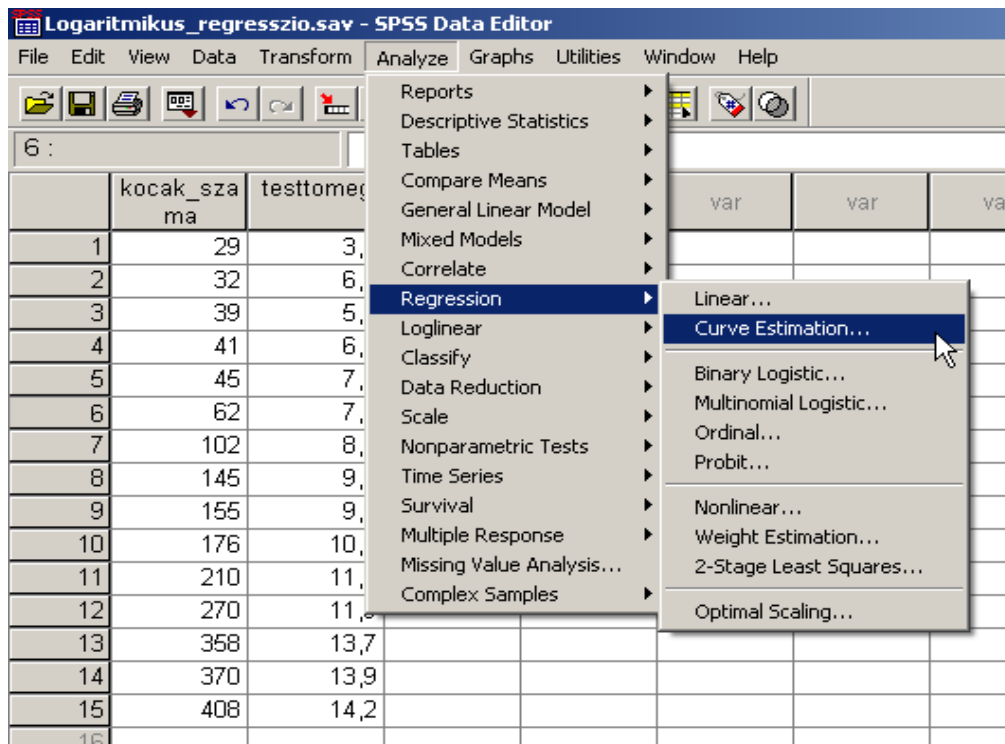 SPSS
Logaritmikus_regresszio.sav - SPSS Data Editor
File Edit View Data Transform Analyze Graphs Utilities Window Help
6 :
kocak_sza
ma
testtomeg
var var va
1 29 3,
2 32 6,
3 39 5,
4 41 6,
5 45 7,
6 62 7,
7 102 8,
8 145 9,
9 155 9,
10 176 10,
11 210 11,
12 270 11,
13 358 13,7
14 370 13,9
15 408 14,2
16
Reports
Descriptive Statistics
Tables
Compare Means
General Linear Model
Mixed Models
Correlate
Regression
Loglinear
Classify
Data Reduction
Scale
Nonparametric Tests
Time Series
Survival
Multiple Response
Missing Value Analysis...
Complex Samples
Linear...
Curve Estimation...
Binary Logistic...
Multinomial Logistic...
Ordinal...
Probit...
Nonlinear...
Weight Estimation...
2-Stage Least Squares...
Optimal Scaling...